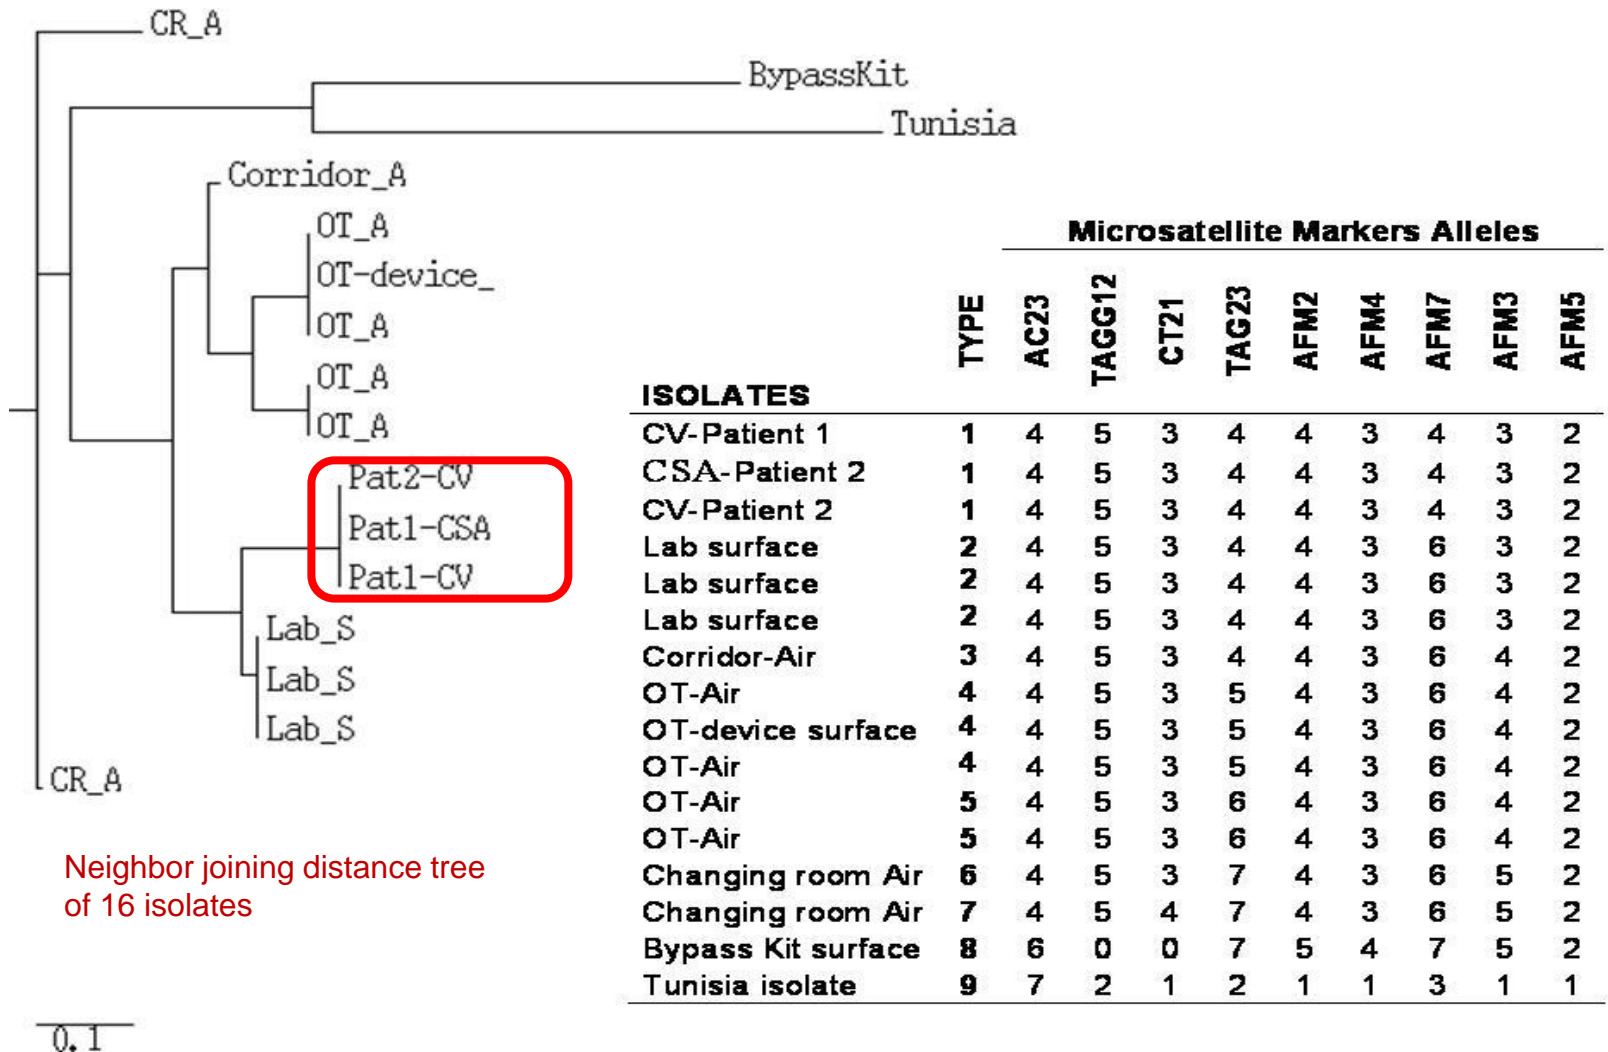 CR_A
BypassKit
Tunisia
Corridor_A
OT_A
OT-device_
OT_A
OT_A
OT_A
Pat2-CV
Pat1-CSA
Pat1-CV
Lab_S
Lab_S
Lab_S
CR_A
Neighbor joining distance tree
of 16 isolates
0.1
Microsatellite Markers Alleles
ISOLATES TYPE AC23 TAGG12 CT21 TAG23 AFM2 AFM4 AFM7 AFM3 AFM5
CV-Patient 1 1 4 5 3 4 4 3 4 3 2
CSA-Patient 2 1 4 5 3 4 4 3 4 3 2
CV-Patient 2 1 4 5 3 4 4 3 4 3 2
Lab surface 2 4 5 3 4 4 3 6 3 2
Lab surface 2 4 5 3 4 4 3 6 3 2
Lab surface 2 4 5 3 4 4 3 6 3 2
Corridor-Air 3 4 5 3 4 4 3 6 4 2
OT-Air 4 4 5 3 5 4 3 6 4 2
OT-device surface 4 4 5 3 5 4 3 6 4 2
OT-Air 4 4 5 3 5 4 3 6 4 2
OT-Air 5 4 5 3 6 4 3 6 4 2
OT-Air 5 4 5 3 6 4 3 6 4 2
Changing room Air 6 4 5 3 7 4 3 6 5 2
Changing room Air 7 4 5 4 7 4 3 6 5 2
Bypass Kit surface 8 6 0 0 7 5 4 7 5 2
Tunisia isolate 9 7 2 1 2 1 1 3 1 1